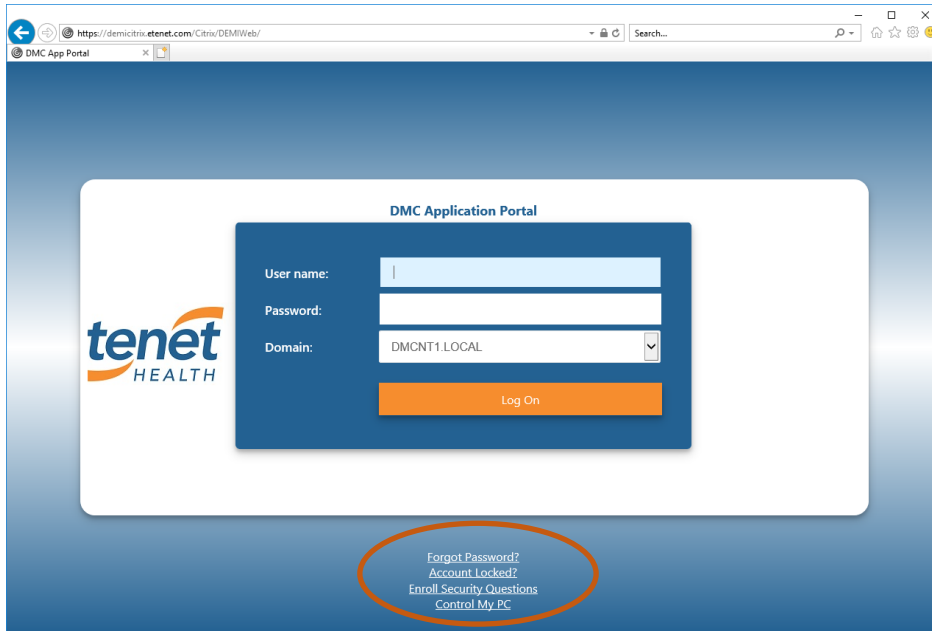 https://demicitrix.etenet.com/Citrix/DEMIWeb/
Search...
DMC App Portal
DMC Application Portal
User name:
Password:
Domain:
DMCNT1.LOCAL
Log On
tenet
HEALTH
Forgot Password?
Account Locked?
Enroll Security Questions
Control My PC